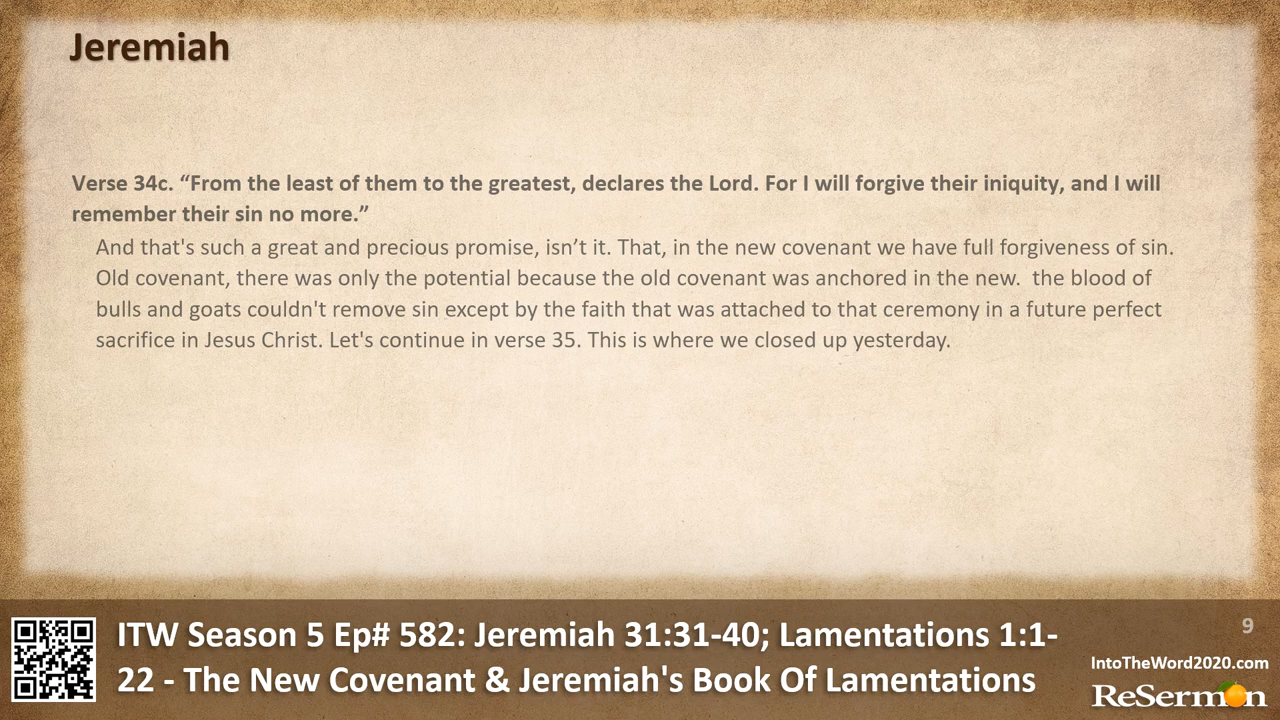 Jeremiah
Verse 34c. “From the least of them to the greatest, declares the Lord. For I will forgive their iniquity, and I will
remember their sin no more.”
And that's such a great and precious promise, isn’t it. That, in the new covenant we have full forgiveness of sin.
Old covenant, there was only the potential because the old covenant was anchored in the new.  the blood of
bulls and goats couldn't remove sin except by the faith that was attached to that ceremony in a future perfect
sacrifice in Jesus Christ. Let's continue in verse 35. This is where we closed up yesterday.
ITW Season 5 Ep# 582: Jeremiah 31:31-40; Lamentations 1:1-
22 - The New Covenant & Jeremiah's Book Of Lamentations
9
IntoTheWord2020.com
ReSermon